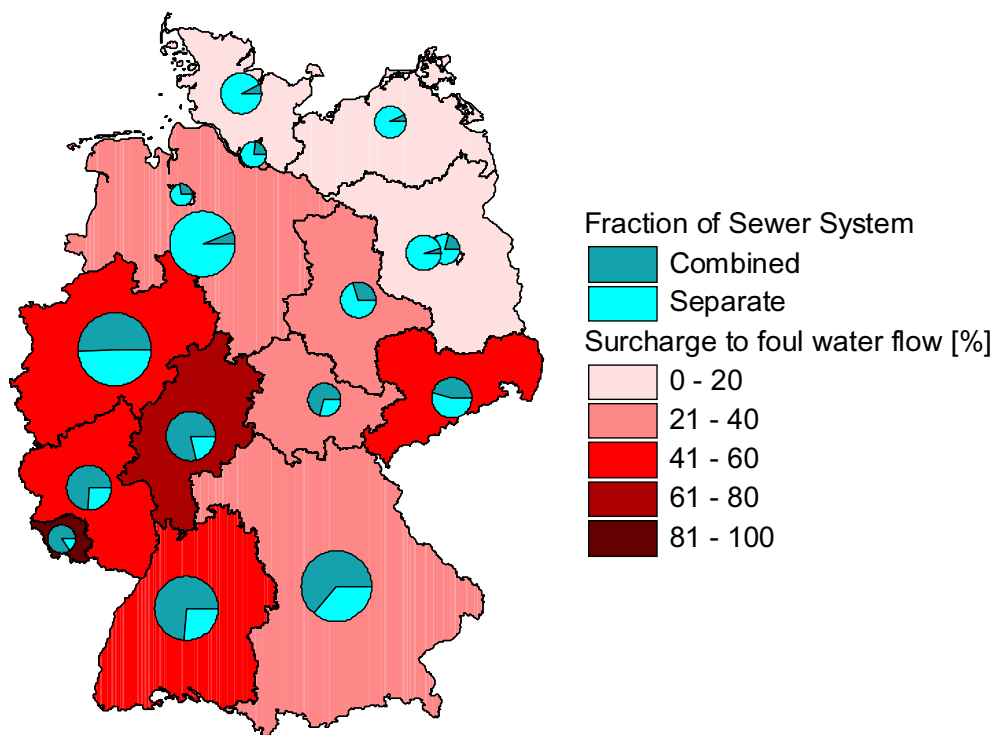 Fraction of Sewer System
Combined
Separate
Surcharge to foul water flow [%]
0 - 20
21 - 40
41 - 60
61 - 80
81 - 100